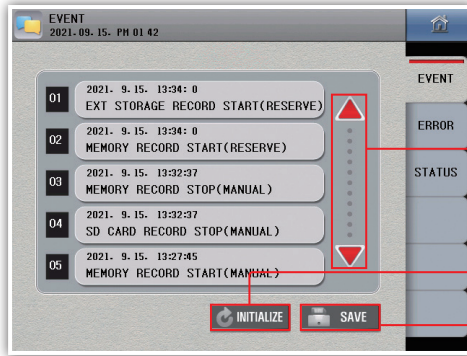 EVENT
2021. 09. 15. PM 01 42
01
2021. 9. 15. 13:34: 0
EXT STORAGE RECORD START(RESERVE)
02
2021. 9. 15. 13:34: 0
MEMORY RECORD START(RESERVE)
03
2021. 9. 15. 13:32:37
MEMORY RECORD STOP(MANUAL)
04
2021. 9. 15. 13:32:37
SD CARD RECORD STOP(MANUAL)
05
2021. 9. 15. 13:27:45
MEMORY RECORD START(MANUAL)
INITIALIZE
SAVE
EVENT
ERROR
STATUS